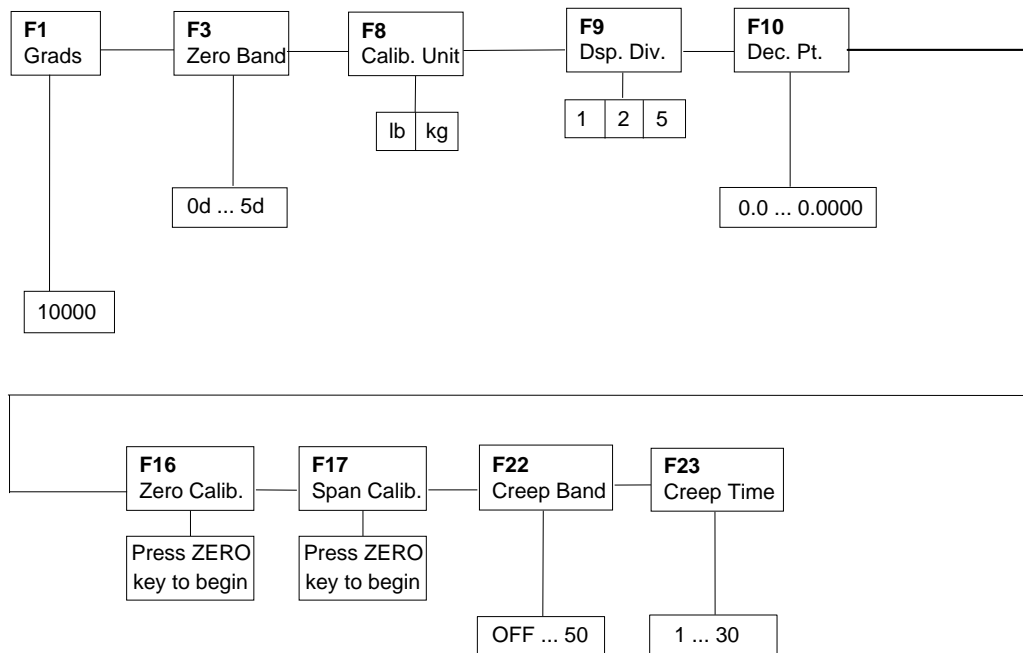 F1
Grads
F3
Zero Band
F8
Calib. Unit
F9
Dsp. Div.
F10
Dec. Pt.
lb kg
1 2 5
0d ... 5d
0.0 ... 0.0000
10000
F16
Zero Calib.
F17
Span Calib.
F22
Creep Band
F23
Creep Time
Press ZERO
key to begin
Press ZERO
key to begin
OFF ... 50
1 ... 30